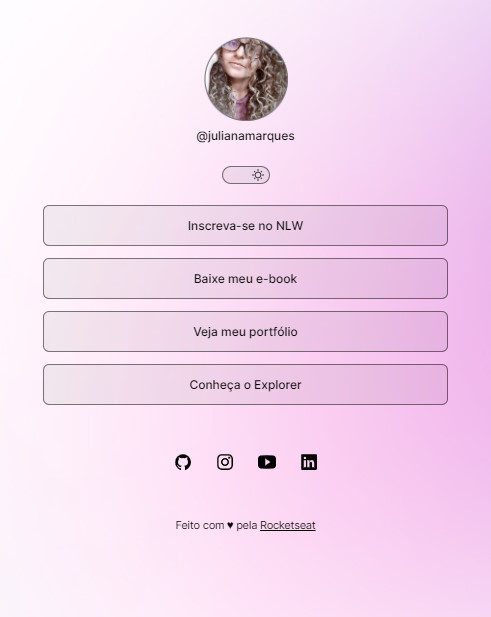 @julianamarques
Inscreva-se no NLW
Baixe meu e-book
Veja meu portfólio
Conheça o Explorer
Feito com ♥ pela Rocketseat